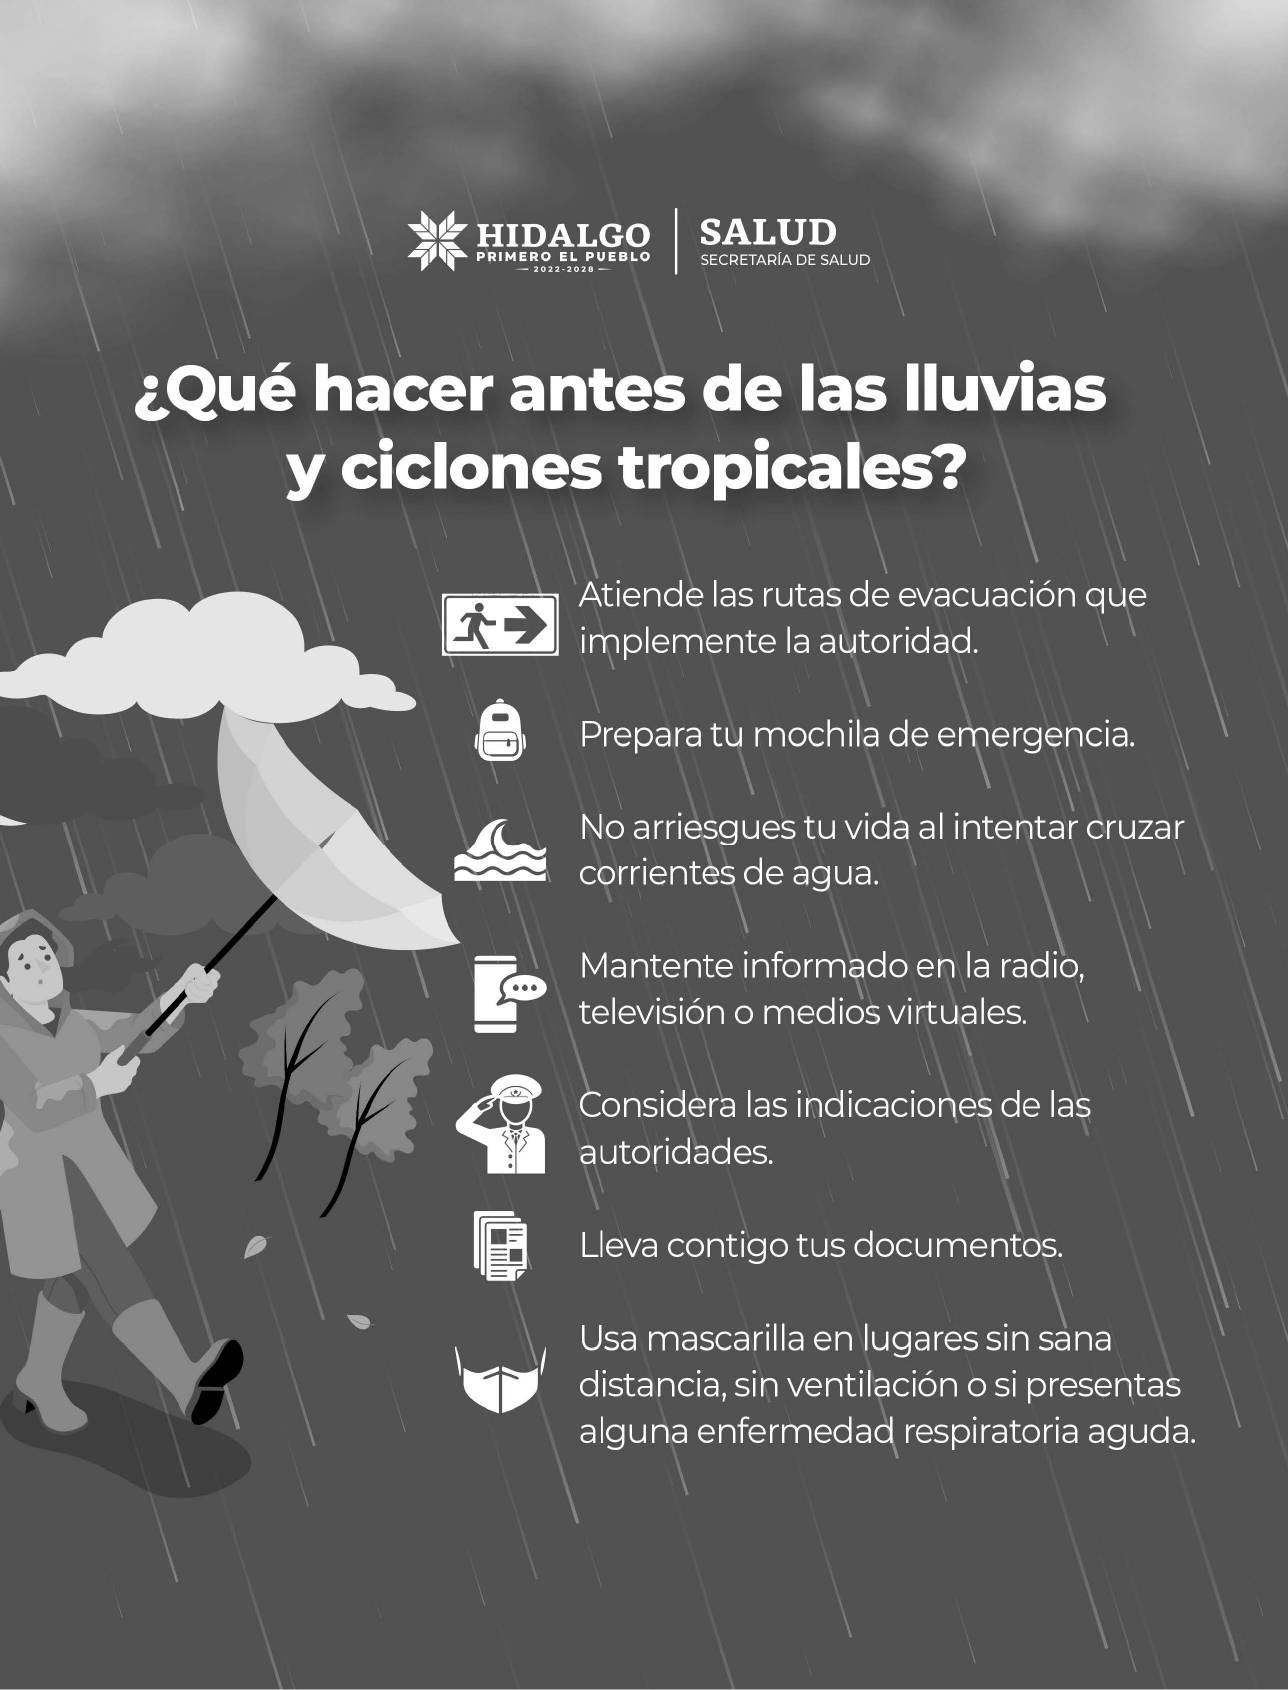 HIDALGO
PRIMERO EL PUEBLO
2022-2028
SALUD
SECRETARÍA DE SALUD
¿Qué hacer antes de las lluvias
y ciclones tropicales?
Atiende las rutas de evacuación que
implemente la autoridad.
Prepara tu mochila de emergencia.
No arriesgues tu vida al intentar cruzar
corrientes de agua.
Mantente informado en la radio,
televisión o medios virtuales.
Considera las indicaciones de las
autoridades.
Lleva contigo tus documentos.
Usa mascarilla en lugares sin sana
distancia, sin ventilación o si presentas
alguna enfermedad respiratoria aguda.